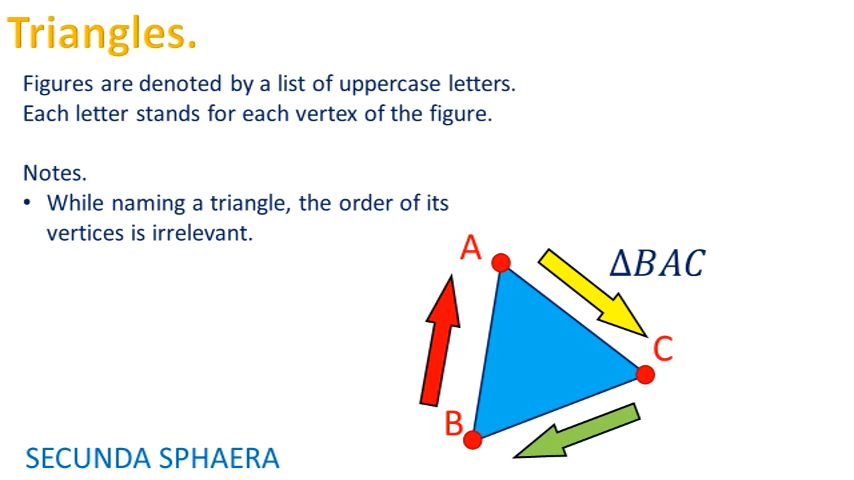 Triangles.
Figures are denoted by a list of uppercase letters.
Each letter stands for each vertex of the figure.
Notes.
• While naming a triangle, the order of its
vertices is irrelevant.
A
ΔBAC
C
B
SECUNDA SPHAERA